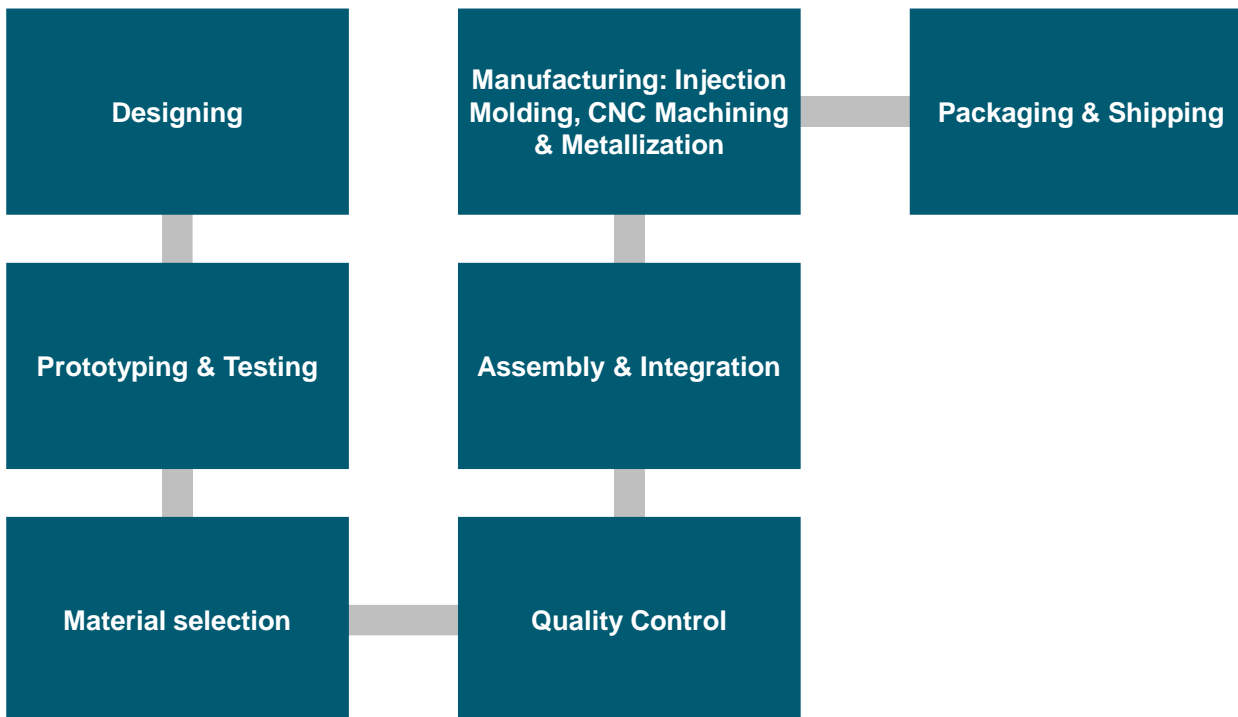 Designing
Prototyping & Testing
Material selection
Quality Control
Assembly & Integration
Manufacturing: Injection
Molding, CNC Machining
& Metallization
Packaging & Shipping